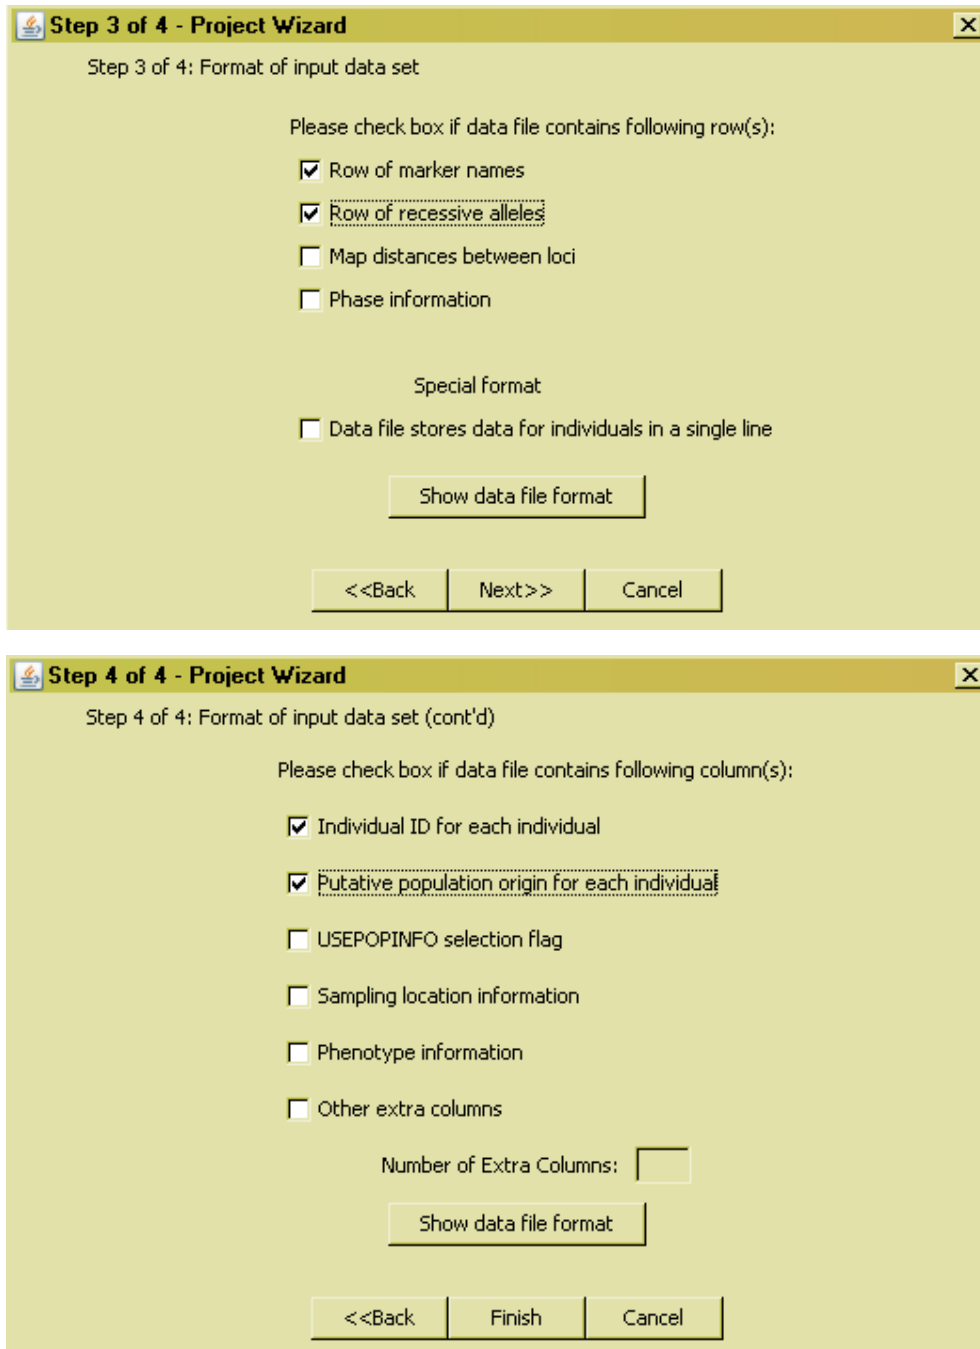 Step 3 of 4 - Project Wizard
Step 3 of 4: Format of input data set
Please check box if data file contains following row(s):
Row of marker names
Row of recessive alleles
Map distances between loci
Phase information
Special format
Data file stores data for individuals in a single line
Show data file format
<<Back Next>> Cancel
Step 4 of 4 - Project Wizard
Step 4 of 4: Format of input data set (cont'd)
Please check box if data file contains following column(s):
Individual ID for each individual
Putative population origin for each individual
USEPOPINFO selection flag
Sampling location information
Phenotype information
Other extra columns
Number of Extra Columns:
Show data file format
<<Back Finish Cancel